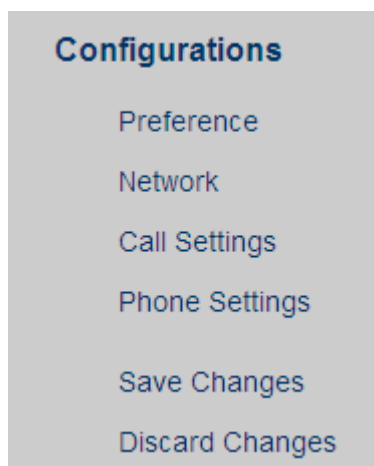 Configurations
Preference
Network
Call Settings
Phone Settings
Save Changes
Discard Changes